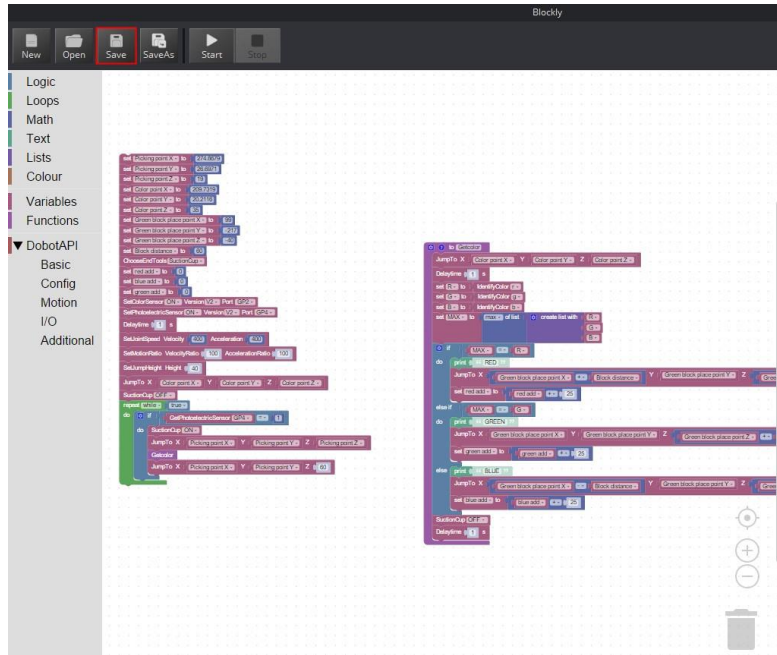 Blockly
New Open Save SaveAs Start Stop
Logic
Loops
Math
Text
Lists
Colour
Variables
Functions
DobotAPI
Basic
Config
Motion
I/O
Additional
set Picking point X to
set Picking point Y to
set Picking point Z to
set Color point X to
set Color point Y to
set Color point Z to 35
set Green block place point X to
set Green block place point Y to -217
set Green block place point Z to -40
set Block distance to 60
ChooseEndTools SuctionCup
set red add to 0
set blue add to 0
set green add to 0
SetColorSensor ON Version V2 Port GP2
SetPhotoelectricSensor ON Version V2 Port GP4
Delaytime 1 s
SetJointSpeed Velocity 400 Acceleration 400
SetMotionRatio VelocityRatio 100 AccelerationRatio 100
SetJumpHeight Height 40
JumpTo X Color point X Y Color point Y Z Color point Z
SuctionCup OFF
repeat while true
do if GetPhotoelectricSensor GP4 = 1
do SuctionCup ON
JumpTo X Picking point X Y Picking point Y Z Picking point Z
Getcolor
JumpTo X Picking point X Y Picking point Y Z 60
to Getcolor
JumpTo X Color point X Y Color point Y Z Color point Z
Delaytime 1 s
set R to IdentifyColor r
set G to IdentifyColor g
set B to IdentifyColor b
set MAX to max of list create list with R
G
B
if MAX = R
do print " RED "
JumpTo X Green block place point X Block distance Y Green block place point Y Z Gree
set red add to red add + 25
else if MAX = G
do print " GREEN "
JumpTo X Green block place point X Y Green block place point Y Z Green block place point Z +
set green add to green add + 25
else print " BLUE "
JumpTo X Green block place point X - Block distance Y Green block place point Y Z Gree
set blue add to blue add + 25
SuctionCup OFF
Delaytime 1 s